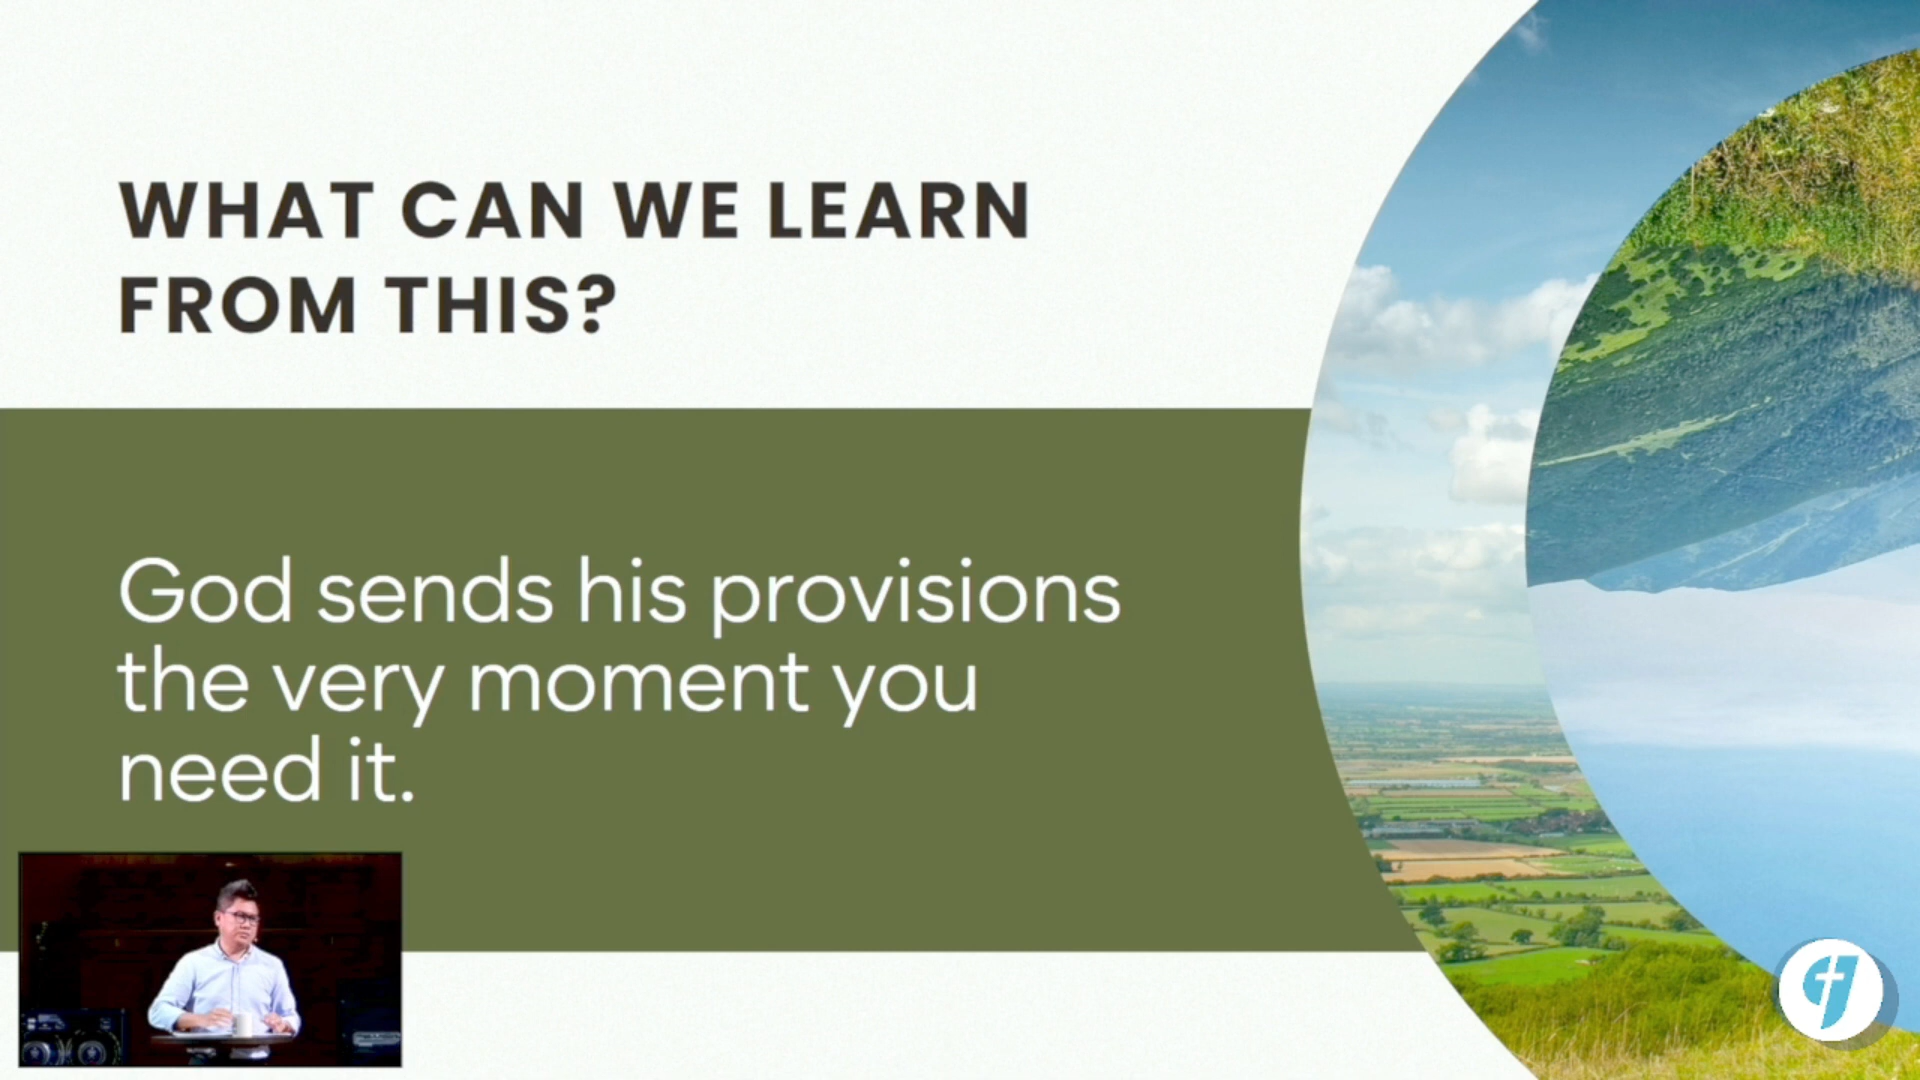 WHAT CAN WE LEARN
FROM THIS?
God sends his provisions
the very moment you
need it.